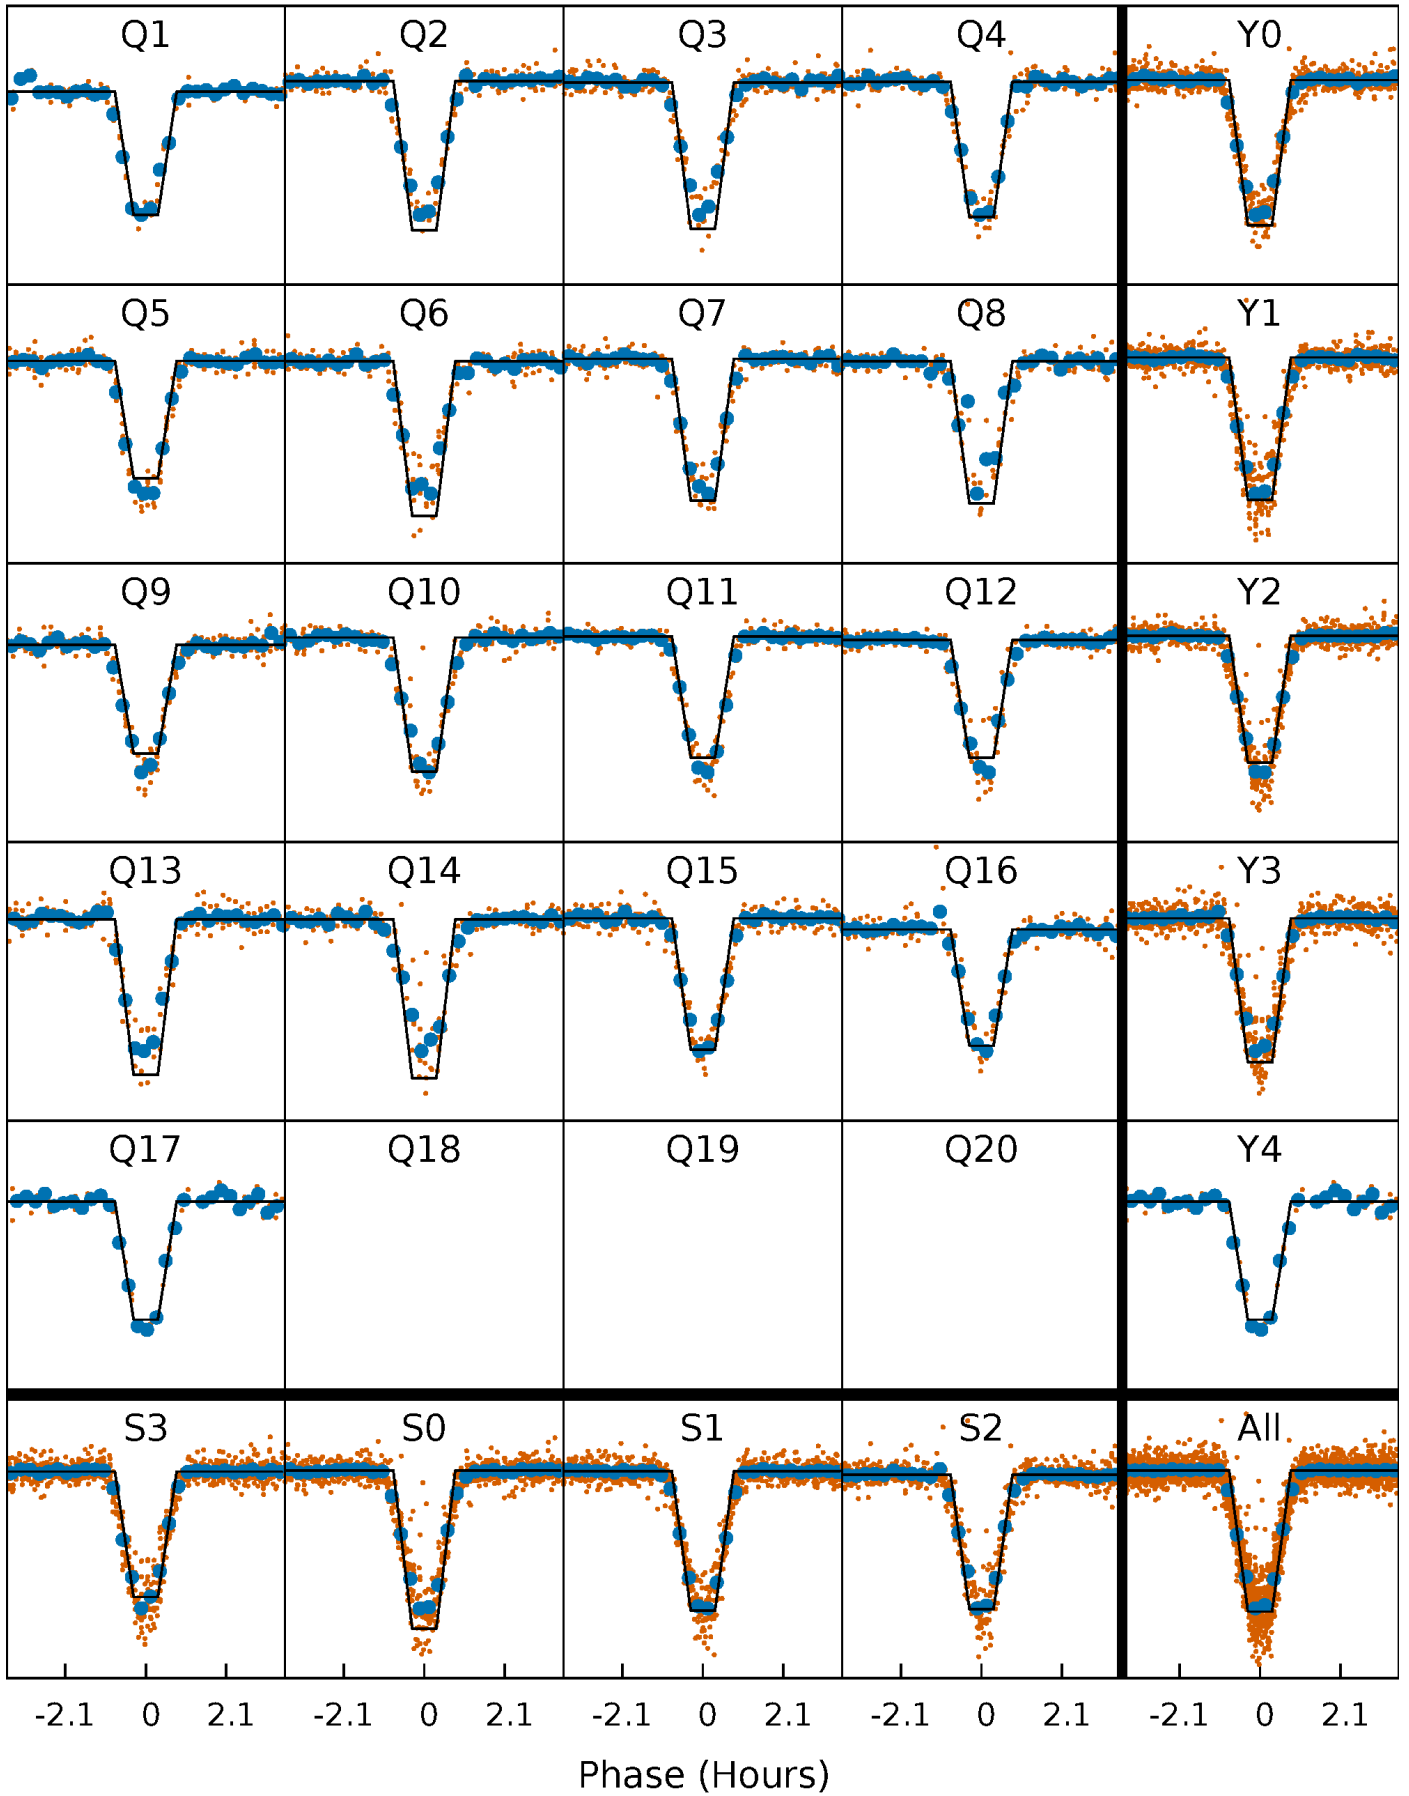 Q1 Q2 Q3 Q4 Y0
Q5 Q6 Q7 Q8 Y1
Q9 Q10 Q11 Q12 Y2
Q13 Q14 Q15 Q16 Y3
Q17 Q18 Q19 Q20 Y4
S3 S0 S1 S2 All
-2.1 0 2.1 -2.1 0 2.1 -2.1 0 2.1 -2.1 0 2.1 -2.1 0 2.1
Phase (Hours)